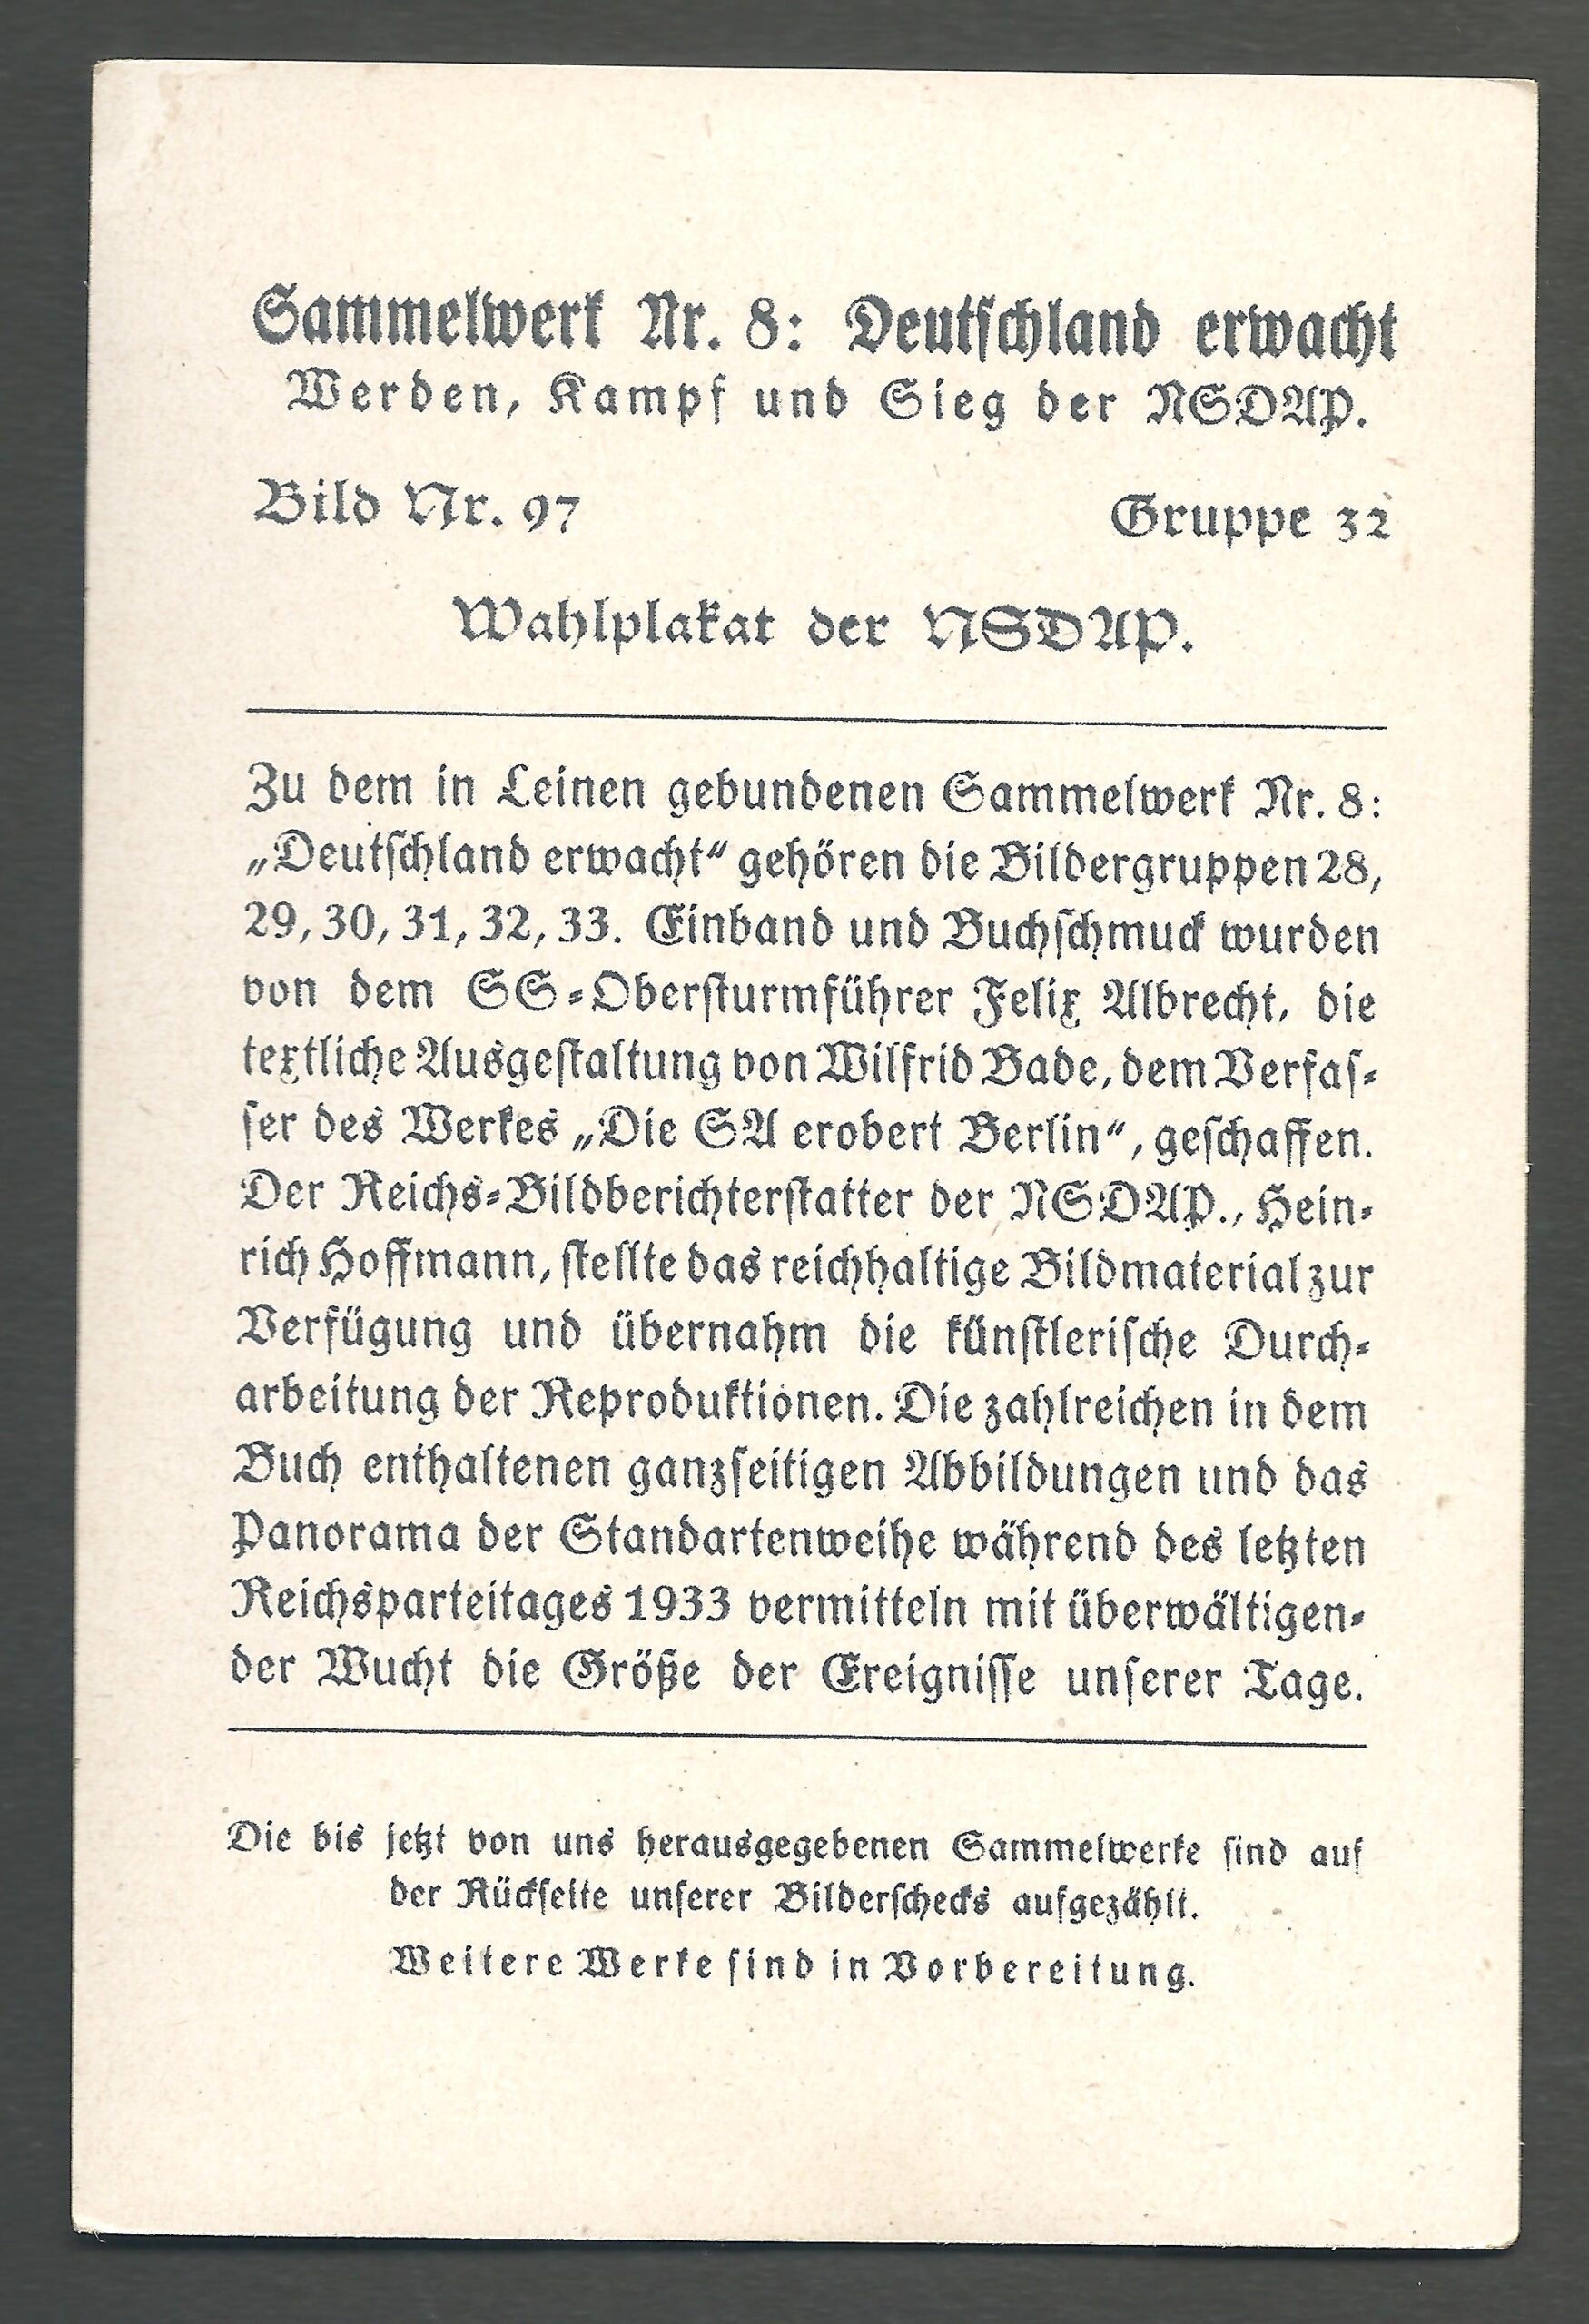 Sammelwerk Nr. 8: Deutschland erwacht
Werden, Kampf und Sieg der NSDAP.
Bild Nr. 97 Gruppe 32
Wahlplakat der NSDAP.
Zu dem in Leinen gebundenen Sammelwerk Nr. 8:
„Deutschland erwacht“ gehören die Bildergruppen 28,
29, 30, 31, 32, 33. Einband und Buchschmuck wurden
von dem SS-Obersturmführer Felix Albrecht, die
textliche Ausgestaltung von Wilfrid Bade, dem Verfas-
ser des Werkes „Die SA erobert Berlin“, geschaffen.
Der Reichs-Bildberichterstatter der NSDAP., Hein-
rich Hoffmann, stellte das reichhaltige Bildmaterial zur
Verfügung und übernahm die künstlerische Durch-
arbeitung der Reproduktionen. Die zahlreichen in dem
Buch enthaltenen ganzseitigen Abbildungen und das
Panorama der Standartenweihe während des letzten
Reichsparteitages 1933 vermitteln mit überwältigen-
der Wucht die Größe der Ereignisse unserer Tage.
Die bis jetzt von uns herausgegebenen Sammelwerke sind auf
der Rückseite unserer Bilderschecks aufgezählt.
Weitere Werke sind in Vorbereitung.